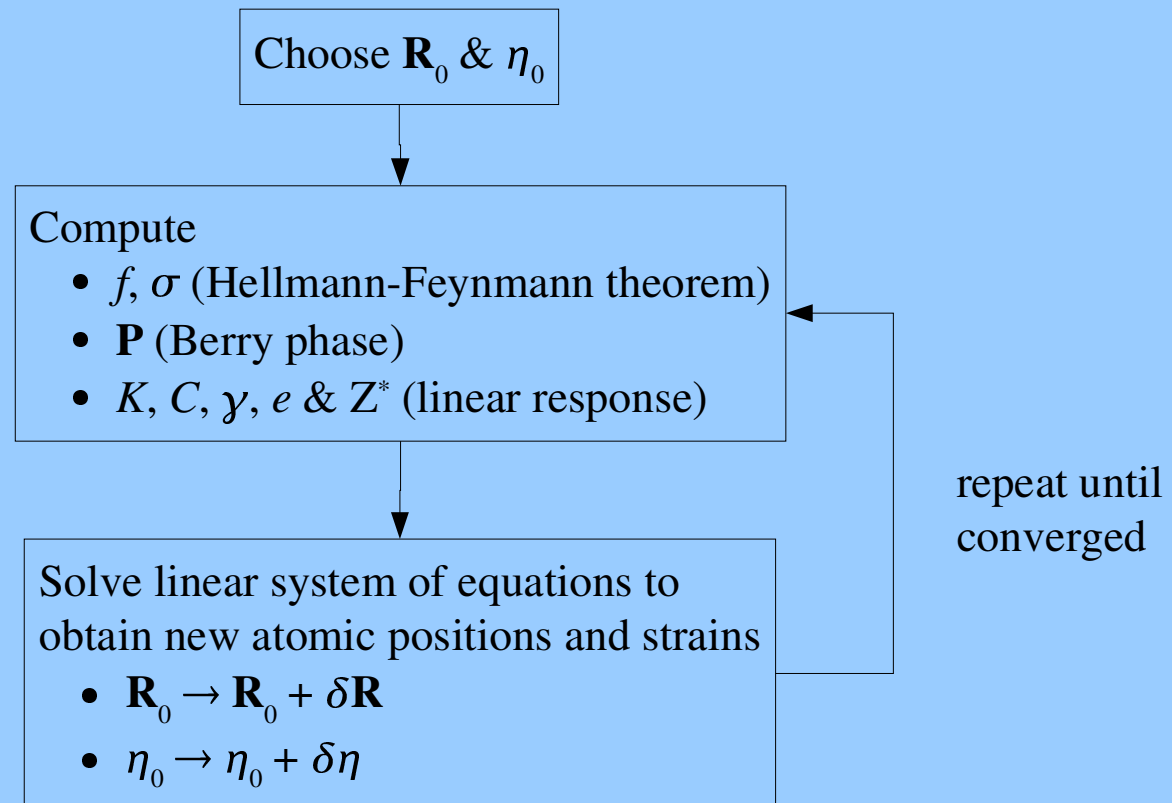 Choose R₀ & η₀
Compute
• f, σ (Hellmann-Feynmann theorem)
• P (Berry phase)
• K, C, γ, e & Z* (linear response)
repeat until
converged
Solve linear system of equations to
obtain new atomic positions and strains
• R₀ → R₀ + δR
• η₀ → η₀ + δη